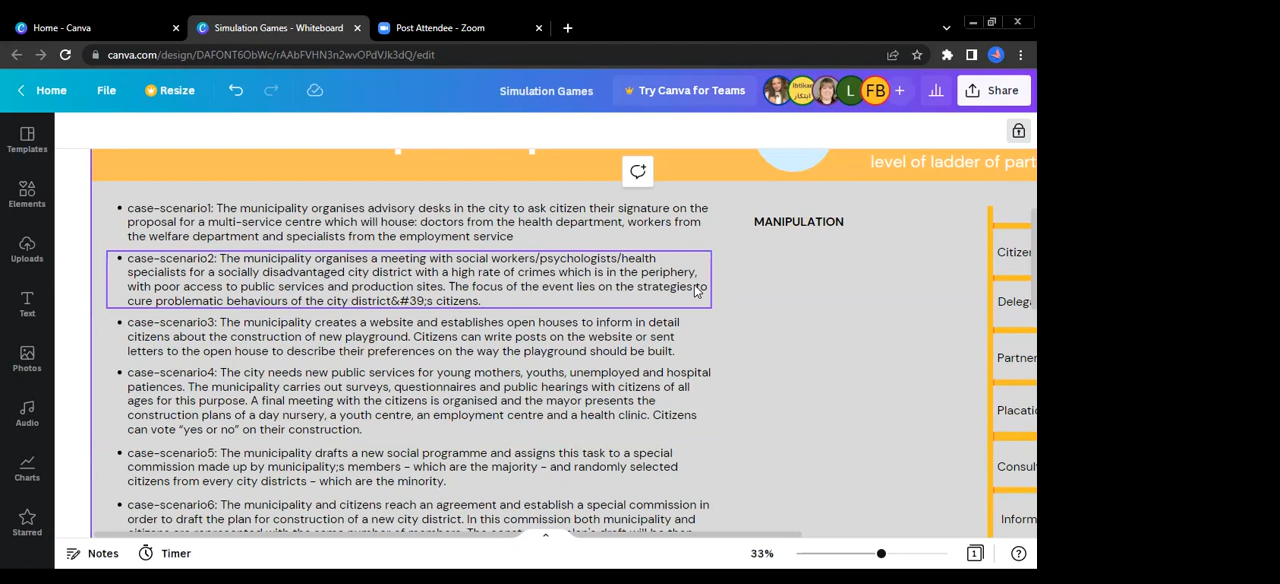 Home - Canva
Simulation Games - Whiteboard
Post Attendee - Zoom
canva.com/design/DAFONT6ObWc/rAAbFVHN3n2wvOPdVJk3dQ/edit
Home
File
Resize
Simulation Games
Try Canva for Teams
Ibtikar
ابتكار
L
FB
Share
Templates
Elements
Uploads
Text
Photos
Audio
Charts
Starred
level of ladder of part
case-scenario1: The municipality organises advisory desks in the city to ask citizen their signature on the
proposal for a multi-service centre which will house: doctors from the health department, workers from
the welfare department and specialists from the employment service
case-scenario2: The municipality organises a meeting with social workers/psychologists/health
specialists for a socially disadvantaged city district with a high rate of crimes which is in the periphery,
with poor access to public services and production sites. The focus of the event lies on the strategies to
cure problematic behaviours of the city district&#39;s citizens.
case-scenario3: The municipality creates a website and establishes open houses to inform in detail
citizens about the construction of new playground. Citizens can write posts on the website or sent
letters to the open house to describe their preferences on the way the playground should be built.
case-scenario4: The city needs new public services for young mothers, youths, unemployed and hospital
patiences. The municipality carries out surveys, questionnaires and public hearings with citizens of all
ages for this purpose. A final meeting with the citizens is organised and the mayor presents the
construction plans of a day nursery, a youth centre, an employment centre and a health clinic. Citizens
can vote “yes or no” on their construction.
case-scenario5: The municipality drafts a new social programme and assigns this task to a special
commission made up by municipality;s members - which are the majority - and randomly selected
citizens from every city districts - which are the minority.
case-scenario6: The municipality and citizens reach an agreement and establish a special commission in
order to draft the plan for construction of a new city district. In this commission both municipality and
MANIPULATION
Citizen
Delega
Partner
Placatio
Consul
Inform
Notes
Timer
33%
1